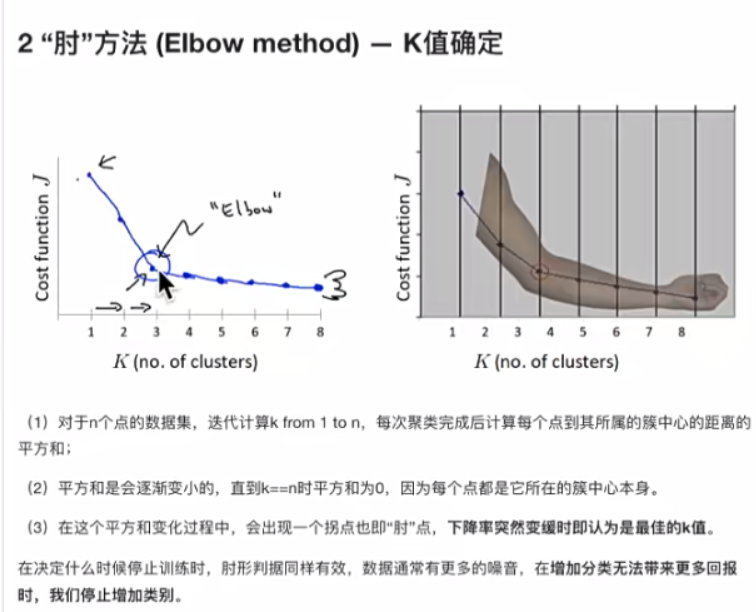 2 “肘”方法 (Elbow method) — K值确定
Cost function J
"Elbow"
1 2 3 4 5 6 7 8
K (no. of clusters)
Cost function J
1 2 3 4 5 6 7 8
K (no. of clusters)
（1）对于n个点的数据集，迭代计算k from 1 to n，每次聚类完成后计算每个点到其所属的簇中心的距离的
平方和；
（2）平方和是会逐渐变小的，直到k==n时平方和为0，因为每个点都是它所在的簇中心本身。
（3）在这个平方和变化过程中，会出现一个拐点也即“肘”点，下降率突然变缓时即认为是最佳的k值。
在决定什么时候停止训练时，肘形判据同样有效，数据通常有更多的噪音，在增加分类无法带来更多回报
时，我们停止增加类别。